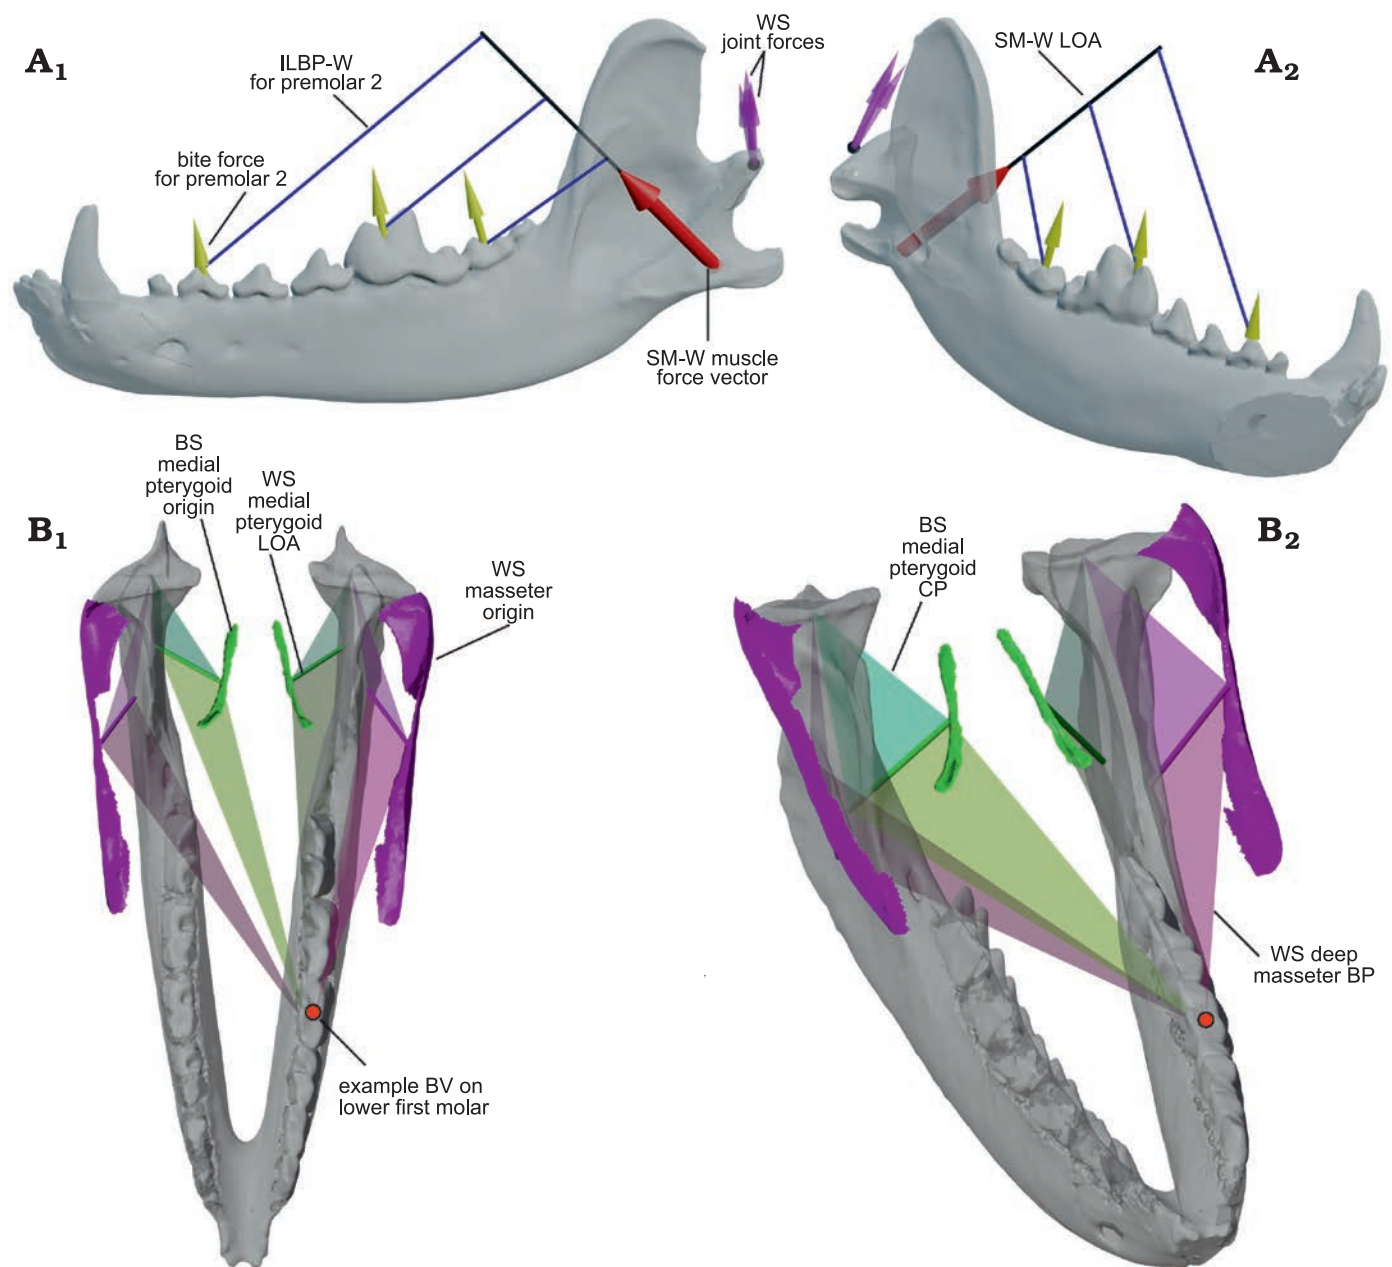 A1
ILBP-W
for premolar 2
bite force
for premolar 2
WS
joint forces
SM-W muscle
force vector
SM-W LOA
A2
B1
BS
medial
pterygoid
origin
WS
medial
pterygoid
LOA
WS
masseter
origin
example BV on
lower first molar
B2
BS
medial
pterygoid
CP
WS deep
masseter BP